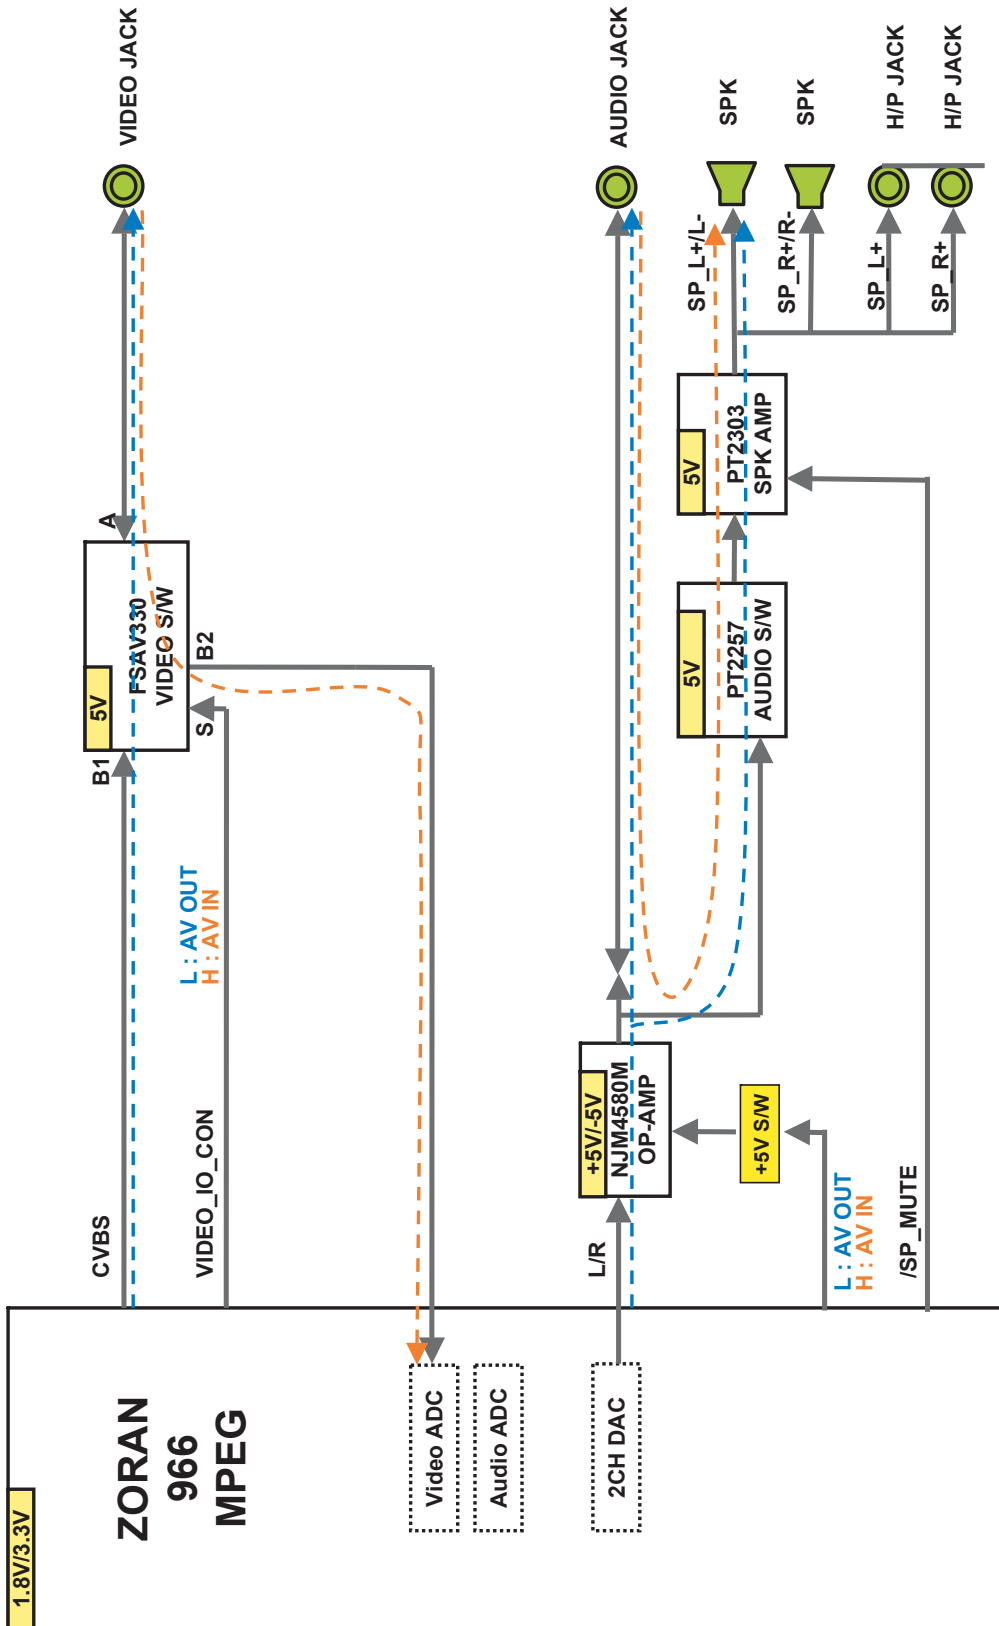 1.8V/3.3V
ZORAN
966
MPEG
Video ADC
Audio ADC
2CH DAC
CVBS
VIDEO_IO_CON
L : AV OUT
H : AV IN
B1
5V
FSAV330
VIDEO S/W
S
B2
A
VIDEO JACK
L/R
+5V/-5V
NJM4580M
OP-AMP
+5V S/W
L : AV OUT
H : AV IN
/SP_MUTE
5V
PT2257
AUDIO S/W
5V
PT2303
SPK AMP
SP_L+/L-
SP_R+/R-
SP_L+
SP_R+
AUDIO JACK
SPK
SPK
H/P JACK
H/P JACK